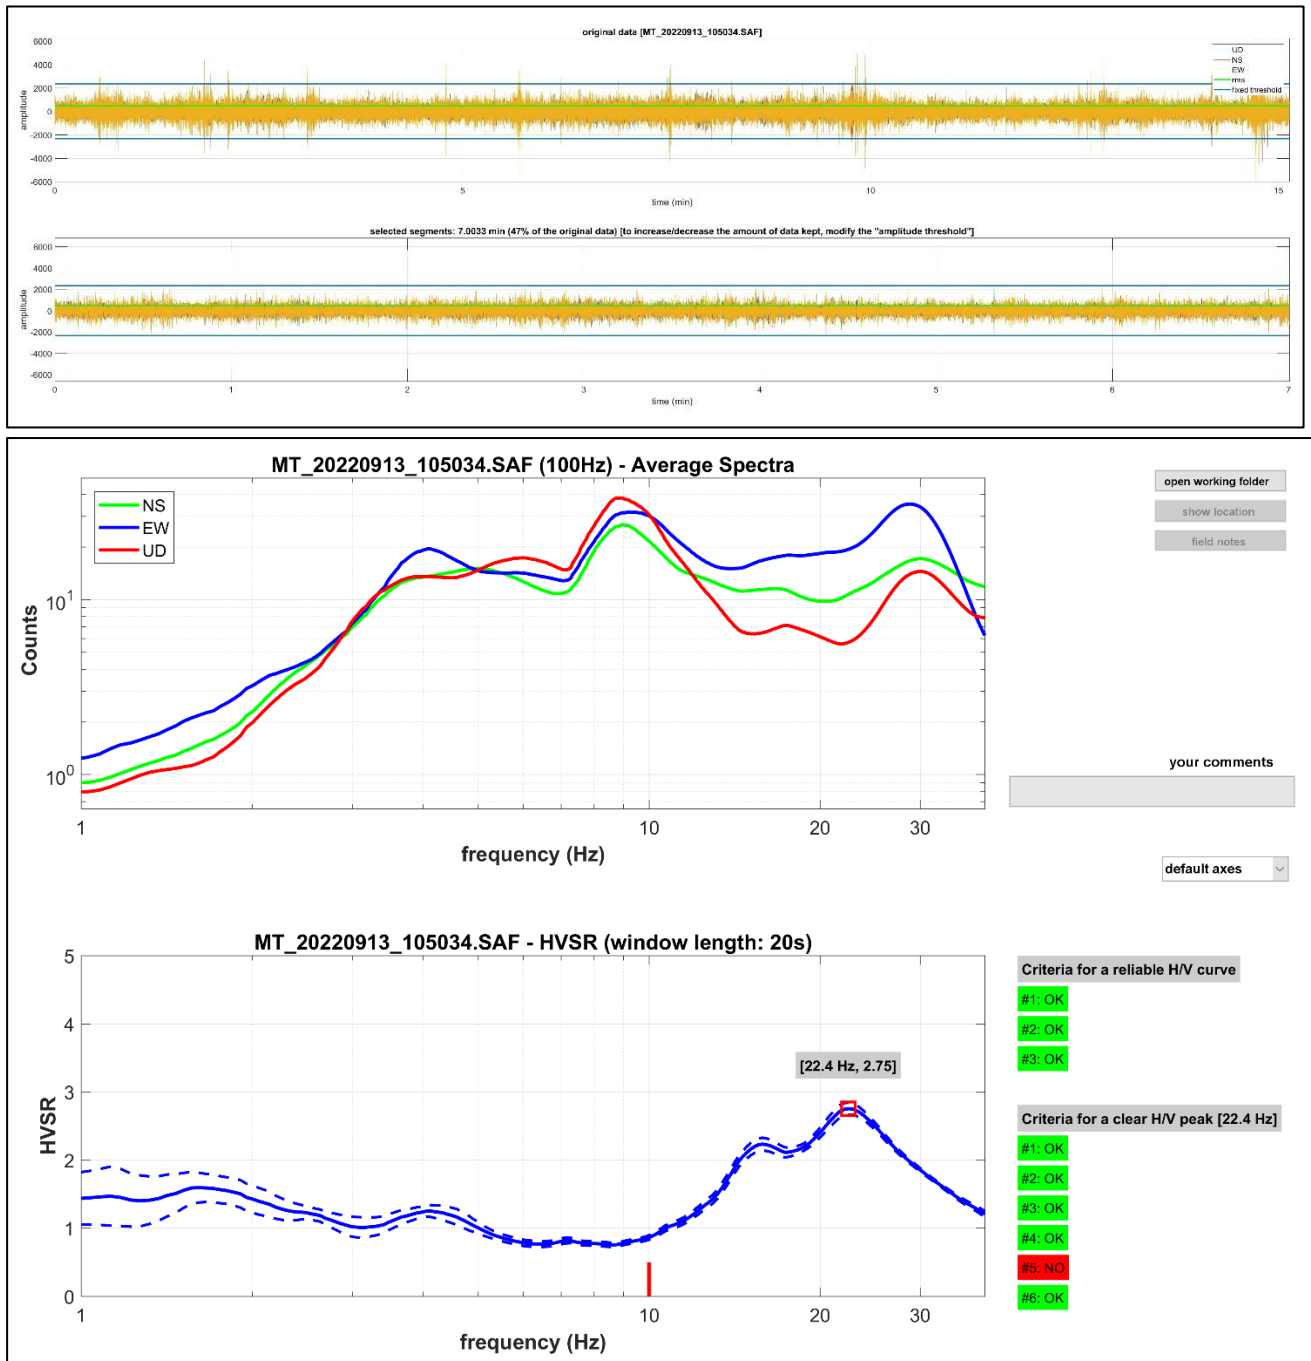 original data [MT_20220913_105034.SAF]
6000
4000
2000
0
-2000
-4000
-6000
amplitude
UD
NS
EW
rms
fixed threshold
0
5
10
15
time (min)
selected segments: 7.0033 min (47% of the original data) [to increase/decrease the amount of data kept, modify the "amplitude threshold"]
6000
4000
2000
0
-2000
-4000
-6000
amplitude
0
1
2
3
4
5
6
7
time (min)
MT_20220913_105034.SAF (100Hz) - Average Spectra
NS
EW
UD
10^1
10^0
Counts
1
10
20
30
frequency (Hz)
open working folder
show location
field notes
your comments
default axes
MT_20220913_105034.SAF - HVSR (window length: 20s)
5
4
3
2
1
0
HVSR
[22.4 Hz, 2.75]
1
10
20
30
frequency (Hz)
Criteria for a reliable H/V curve
#1: OK
#2: OK
#3: OK
Criteria for a clear H/V peak [22.4 Hz]
#1: OK
#2: OK
#3: OK
#4: OK
#5: NO
#6: OK